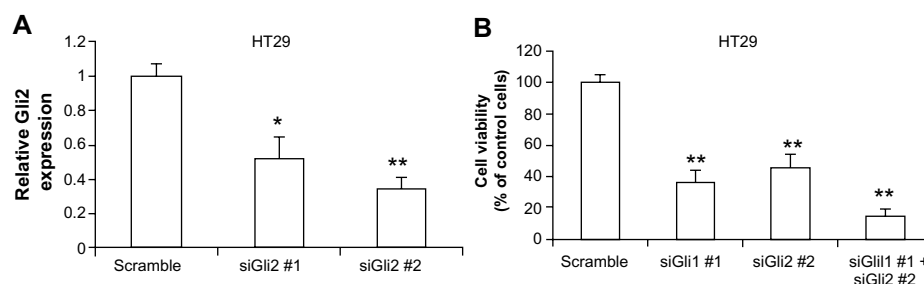 A
HT29
Relative Gli2
expression
1.2
1
0.8
0.6
0.4
0.2
0
*
**
Scramble
siGli2 #1
siGli2 #2
B
HT29
Cell viability
(% of control cells)
120
100
80
60
40
20
0
**
**
**
Scramble
siGli1 #1
siGli2 #2
siGlil1 #1 +
siGli2 #2